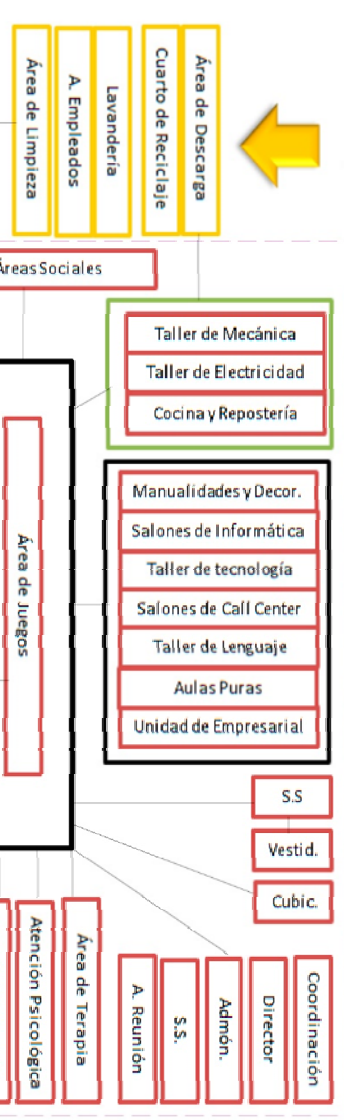 Área de Descarga
Cuarto de Reciclaje
Lavandería
A. Empleados
Área de Limpieza
Áreas Sociales
Taller de Mecánica
Taller de Electricidad
Cocina y Repostería
Área de Juegos
Manualidades y Decor.
Salones de Informática
Taller de tecnología
Salones de Call Center
Taller de Lenguaje
Aulas Puras
Unidad de Empresarial
S.S
Vestid.
Cubic.
Coordinación
Director
Admón.
S.S.
A. Reunión
Área de Terapia
Atención Psicológica